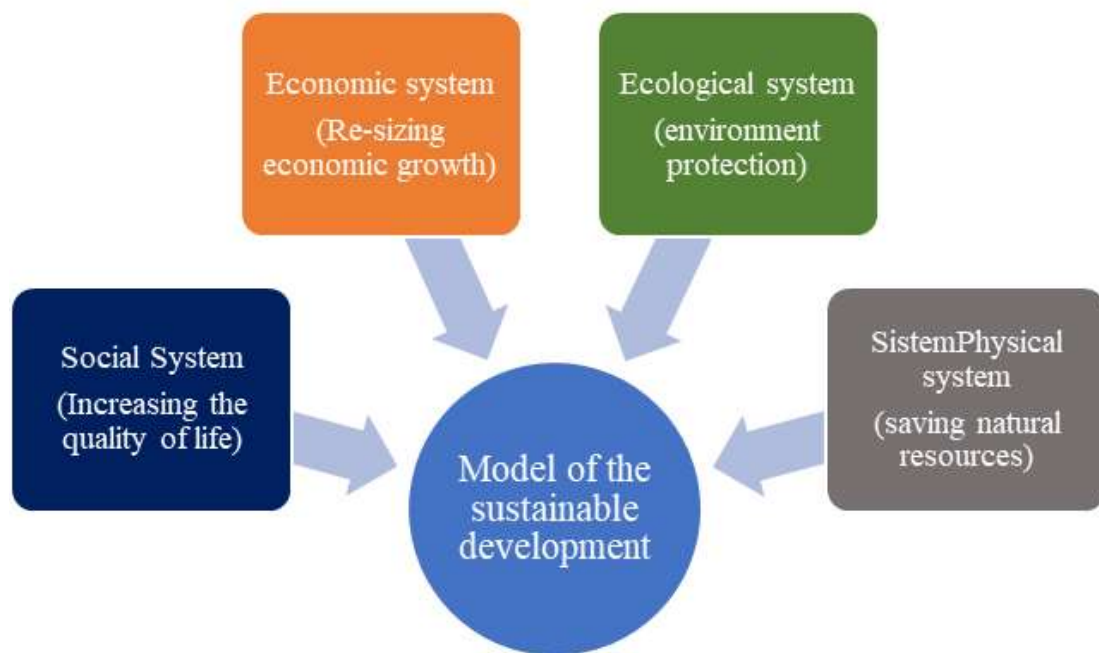 Economic system
(Re-sizing
economic growth)
Ecological system
(environment
protection)
Social System
(Increasing the
quality of life)
SistemPhysical
system
(saving natural
resources)
Model of the
sustainable
development